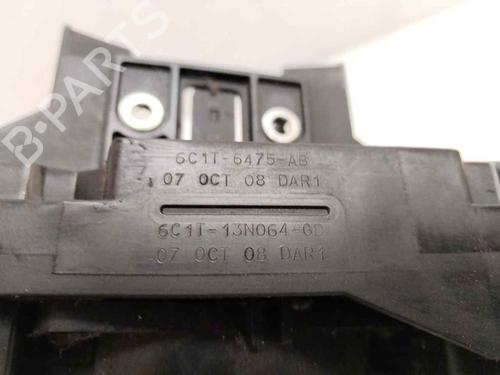 B-PARTS
6C1T-6475-AB
07 OCT 08 DAR1
6C1T-13N064-GD
07 OCT 08 DAR1